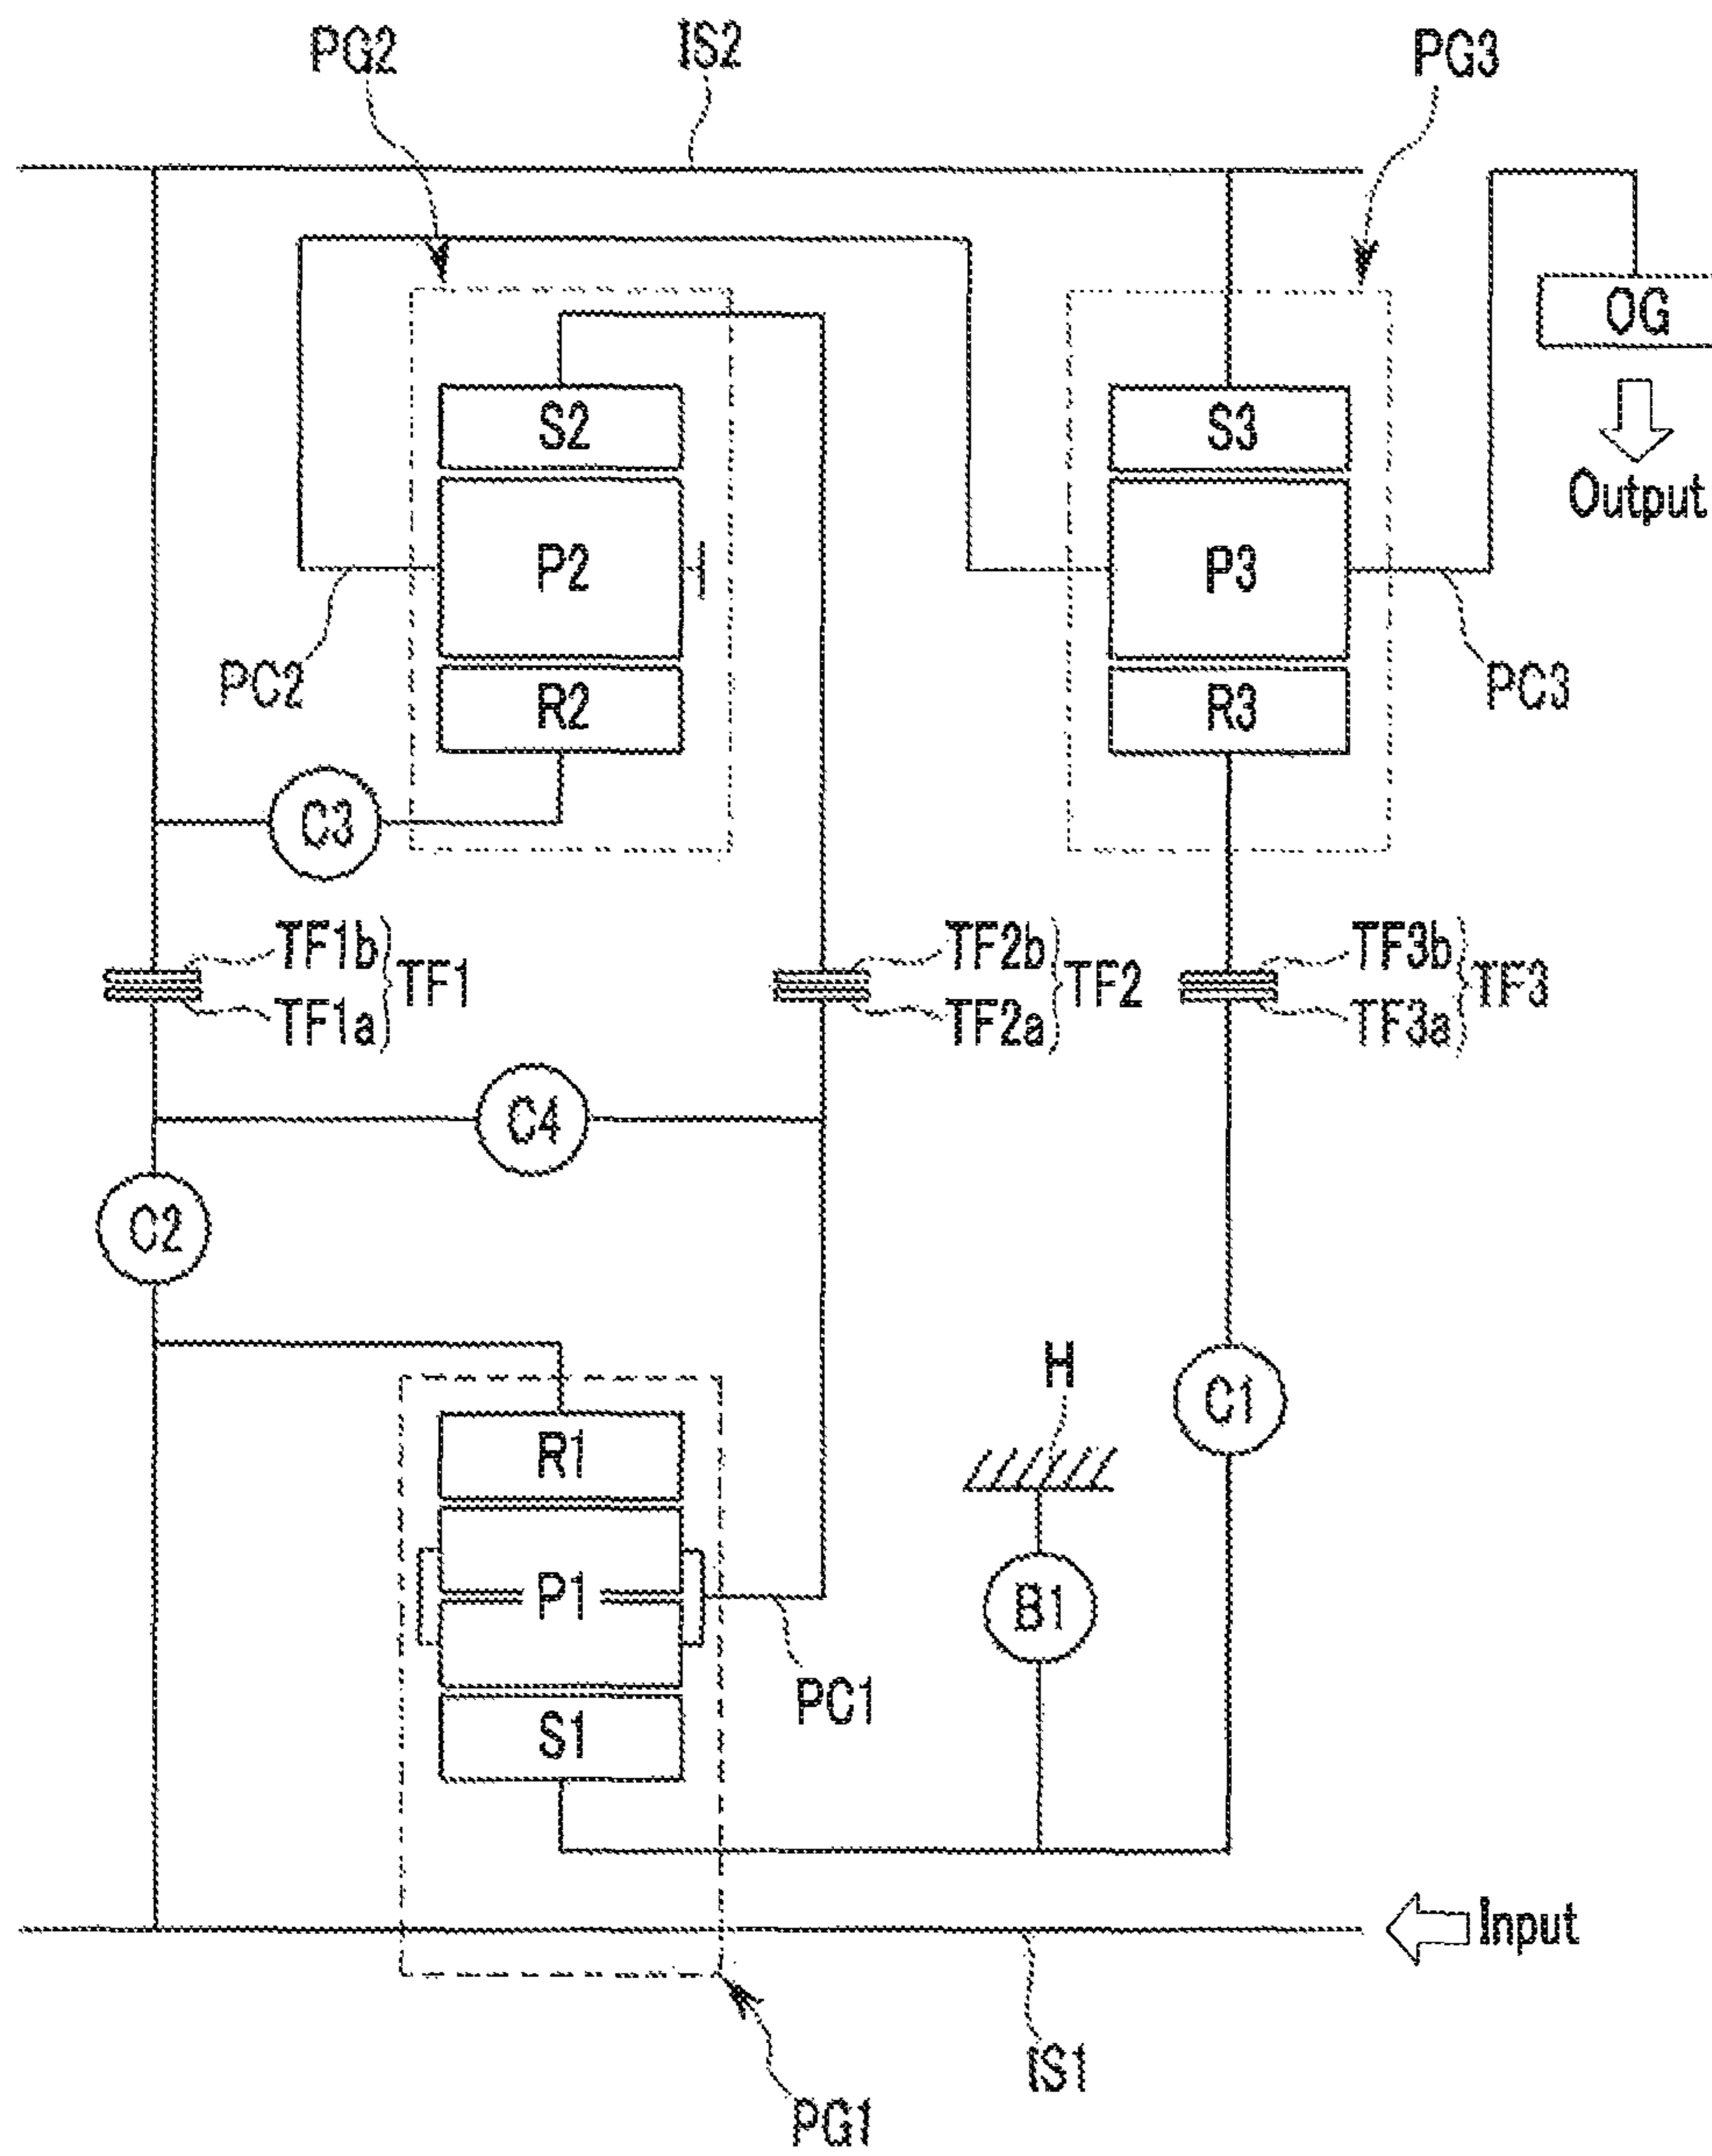 PG2
IS2
PG3
OG
S2
S3
Output
P2
P3
PC2
R2
R3
PC3
C3
TF1b
TF1
TF1a
TF2b
TF2
TF2a
TF3b
TF3
TF3a
C4
C2
H
C1
R1
P1
B1
PC1
S1
Input
IS1
PG1